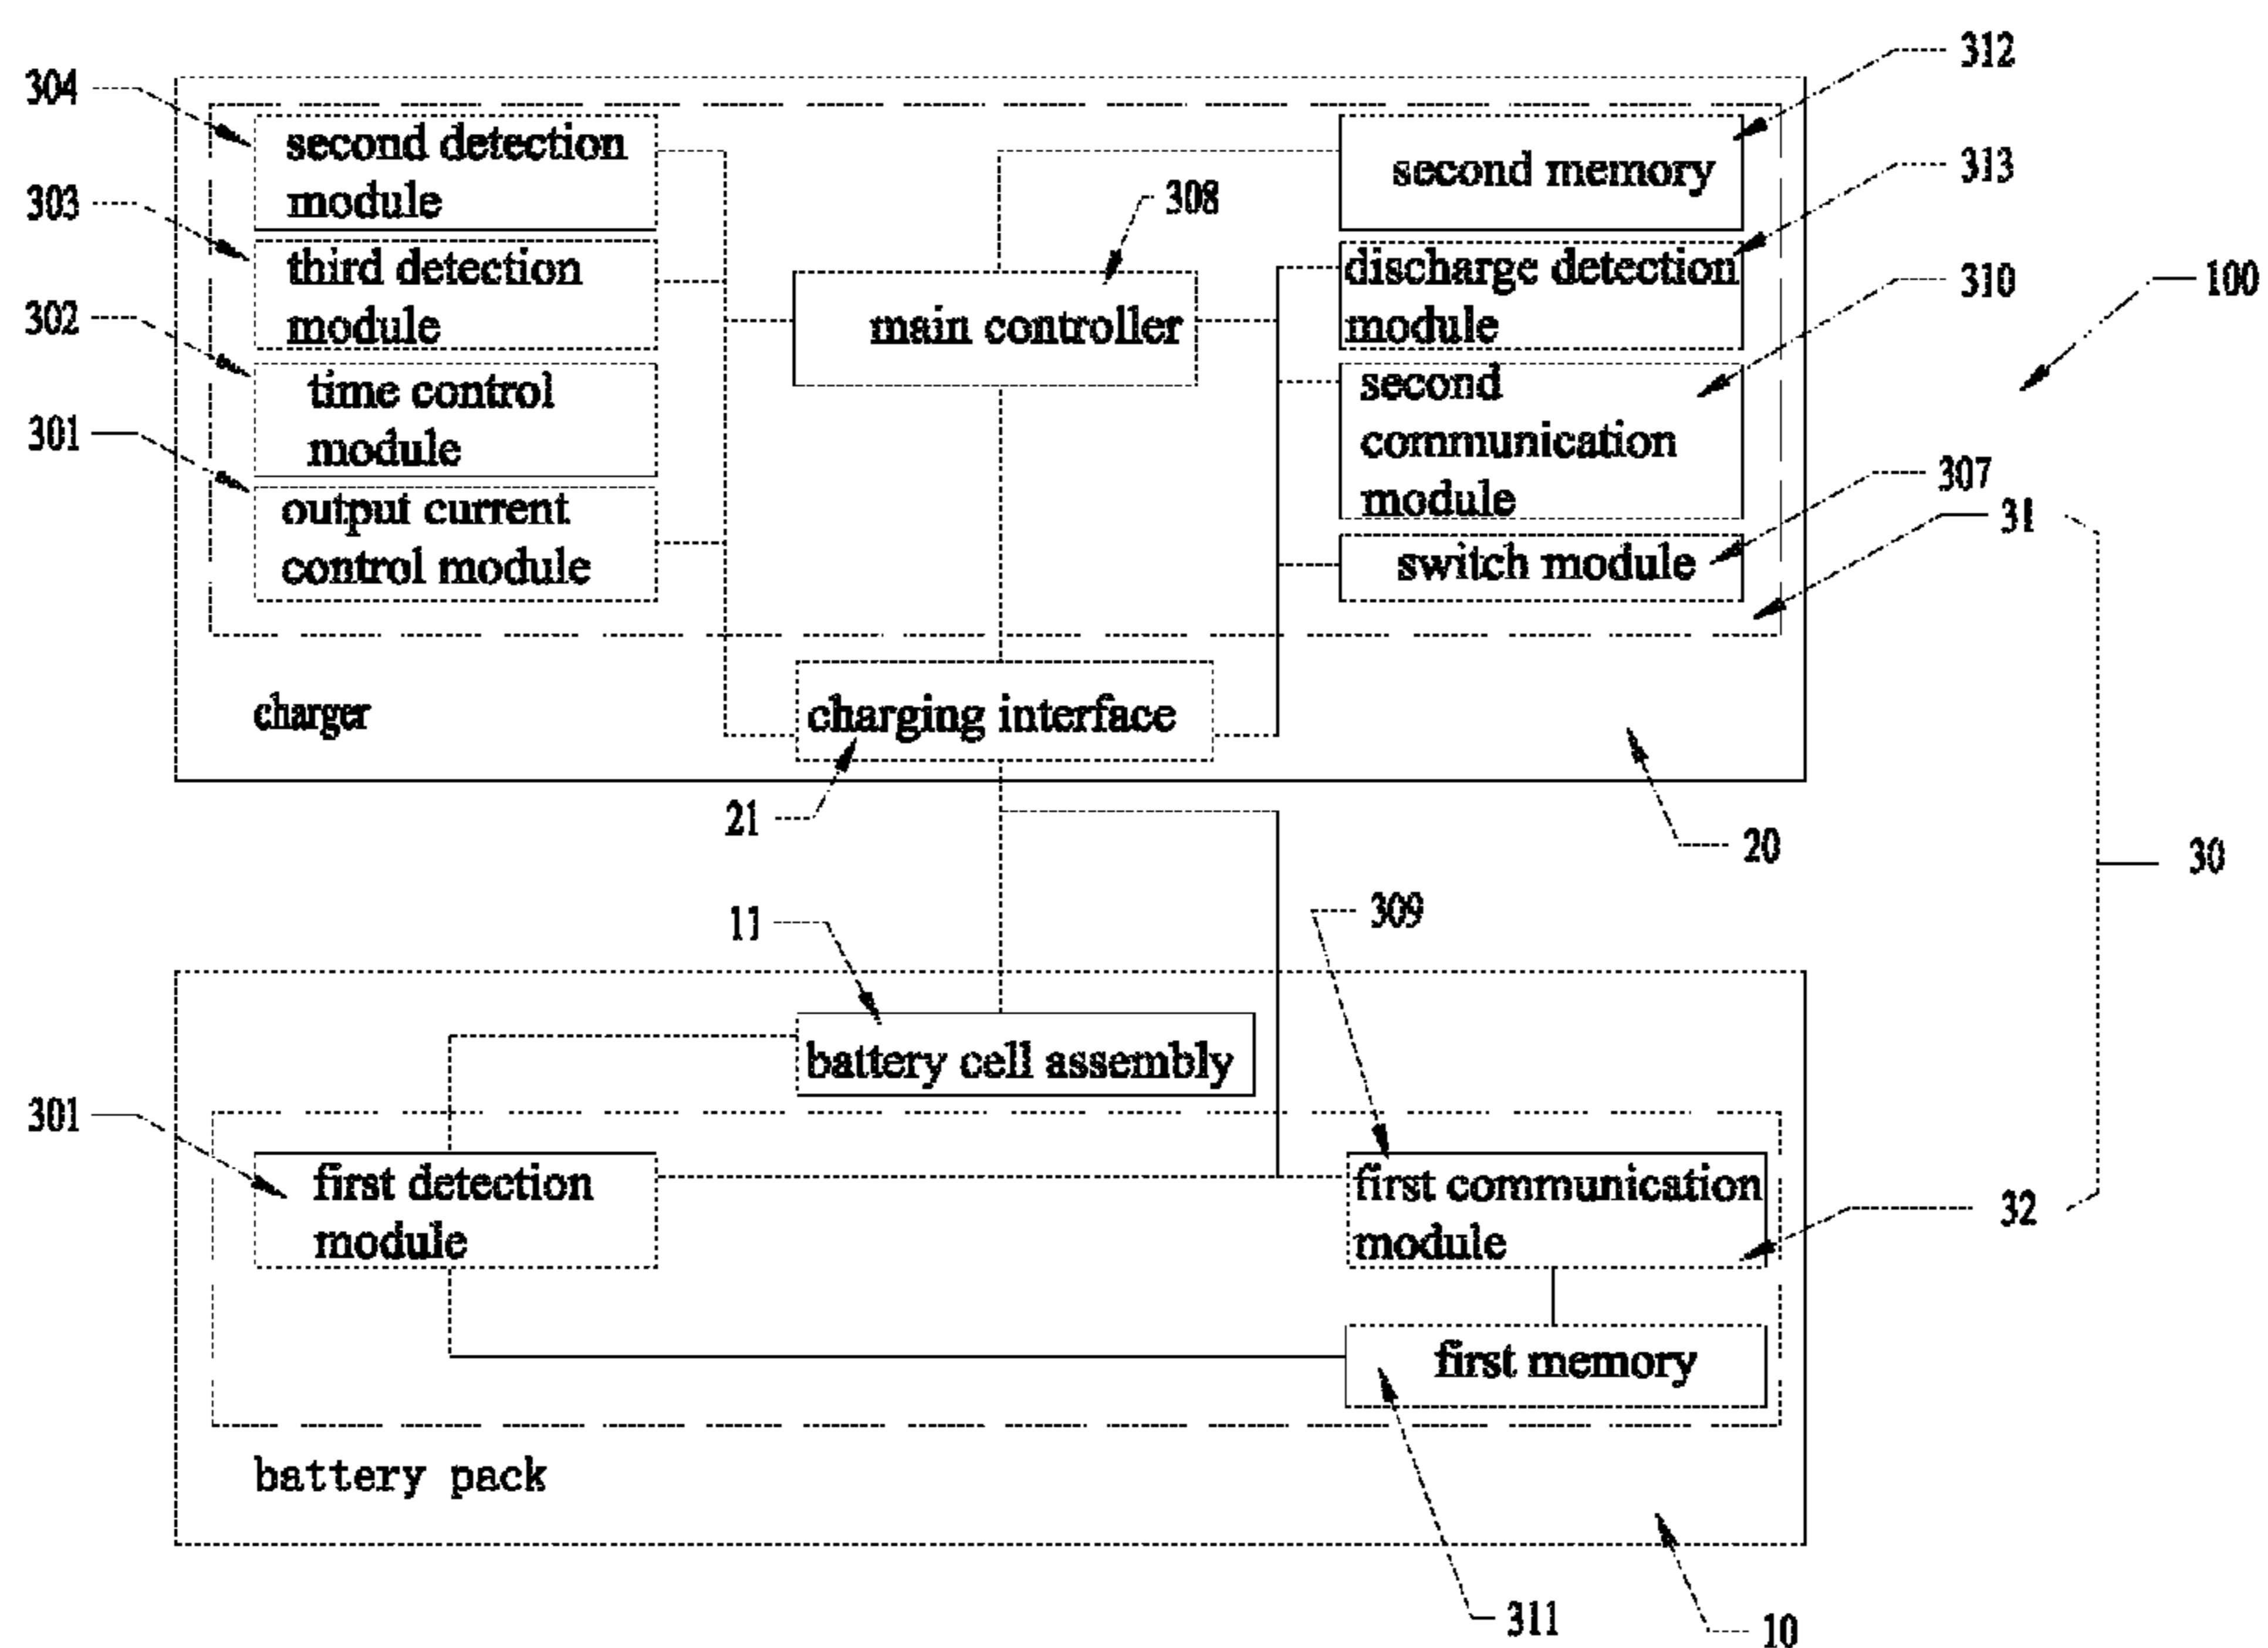 312
304
second detection
module
second memory
313
303
308
third detection
module
discharge detection
module
310
100
302
main controller
time control
module
second
communication
module
301
307
output current
control module
31
switch module
charger
charging interface
21
20
30
11
309
battery cell assembly
301
first detection
module
first communication
module
32
first memory
battery pack
311
10